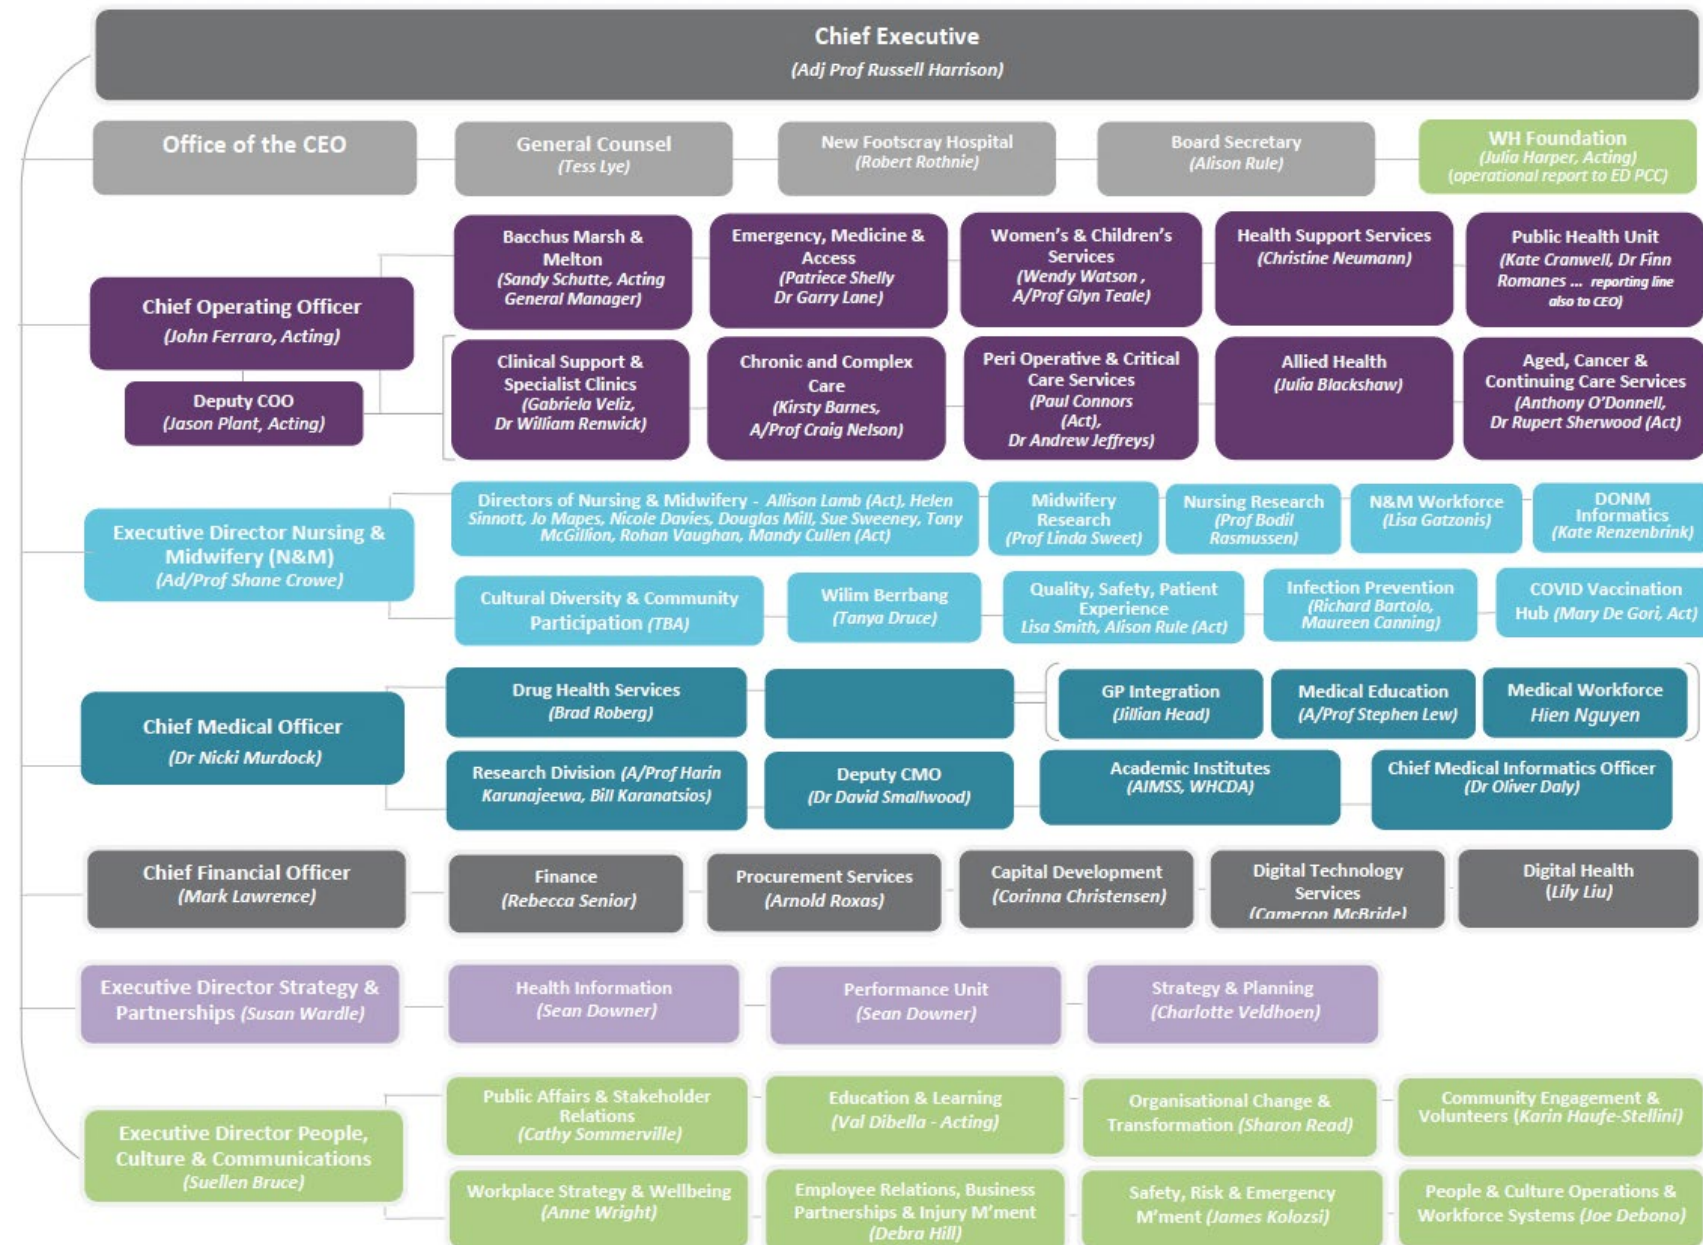 Chief Executive
(Adj Prof Russell Harrison)
Office of the CEO
General Counsel
(Tess Lye)
New Footscray Hospital
(Robert Rothnie)
Board Secretary
(Alison Rule)
WH Foundation
(Julia Harper, Acting)
(operational report to ED PCC)
Chief Operating Officer
(John Ferraro, Acting)
Deputy COO
(Jason Plant, Acting)
Bacchus Marsh &
Melton
(Sandy Schutte, Acting
General Manager)
Emergency, Medicine &
Access
(Patriece Shelly
Dr Garry Lane)
Women's & Children's
Services
(Wendy Watson ,
A/Prof Glyn Teale)
Health Support Services
(Christine Neumann)
Public Health Unit
(Kate Cranwell, Dr Finn
Romanes ... reporting line
also to CEO)
Clinical Support &
Specialist Clinics
(Gabriela Veliz,
Dr William Renwick)
Chronic and Complex
Care
(Kirsty Barnes,
A/Prof Craig Nelson)
Peri Operative & Critical
Care Services
(Paul Connors
(Act),
Dr Andrew Jeffreys)
Allied Health
(Julia Blackshaw)
Aged, Cancer &
Continuing Care Services
(Anthony O'Donnell,
Dr Rupert Sherwood (Act)
Executive Director Nursing &
Midwifery (N&M)
(Ad/Prof Shane Crowe)
Directors of Nursing & Midwifery - Allison Lamb (Act), Helen
Sinnott, Jo Mapes, Nicole Davies, Douglas Mill, Sue Sweeney, Tony
McGillion, Rohan Vaughan, Mandy Cullen (Act)
Midwifery
Research
(Prof Linda Sweet)
Nursing Research
(Prof Bodil
Rasmussen)
N&M Workforce
(Lisa Gatzonis)
DONM
Informatics
(Kate Renzenbrink)
Cultural Diversity & Community
Participation (TBA)
Wilim Berrbang
(Tanya Druce)
Quality, Safety, Patient
Experience
Lisa Smith, Alison Rule (Act)
Infection Prevention
(Richard Bartolo,
Maureen Canning)
COVID Vaccination
Hub (Mary De Gori, Act)
Chief Medical Officer
(Dr Nicki Murdock)
Drug Health Services
(Brad Roberg)
GP Integration
(Jillian Head)
Medical Education
(A/Prof Stephen Lew)
Medical Workforce
Hien Nguyen
Research Division (A/Prof Harin
Karunajeewa, Bill Karanatsios)
Deputy CMO
(Dr David Smallwood)
Academic Institutes
(AIMSS, WHCDA)
Chief Medical Informatics Officer
(Dr Oliver Daly)
Chief Financial Officer
(Mark Lawrence)
Finance
(Rebecca Senior)
Procurement Services
(Arnold Roxas)
Capital Development
(Corinna Christensen)
Digital Technology
Services
(Cameron McBride)
Digital Health
(Lily Liu)
Executive Director Strategy &
Partnerships (Susan Wardle)
Health Information
(Sean Downer)
Performance Unit
(Sean Downer)
Strategy & Planning
(Charlotte Veldhoen)
Executive Director People,
Culture & Communications
(Suellen Bruce)
Public Affairs & Stakeholder
Relations
(Cathy Sommerville)
Education & Learning
(Val Dibella - Acting)
Organisational Change &
Transformation (Sharon Read)
Community Engagement &
Volunteers (Karin Haufe-Stellini)
Workplace Strategy & Wellbeing
(Anne Wright)
Employee Relations, Business
Partnerships & Injury M'ment
(Debra Hill)
Safety, Risk & Emergency
M'ment (James Kolozsi)
People & Culture Operations &
Workforce Systems (Joe Debono)